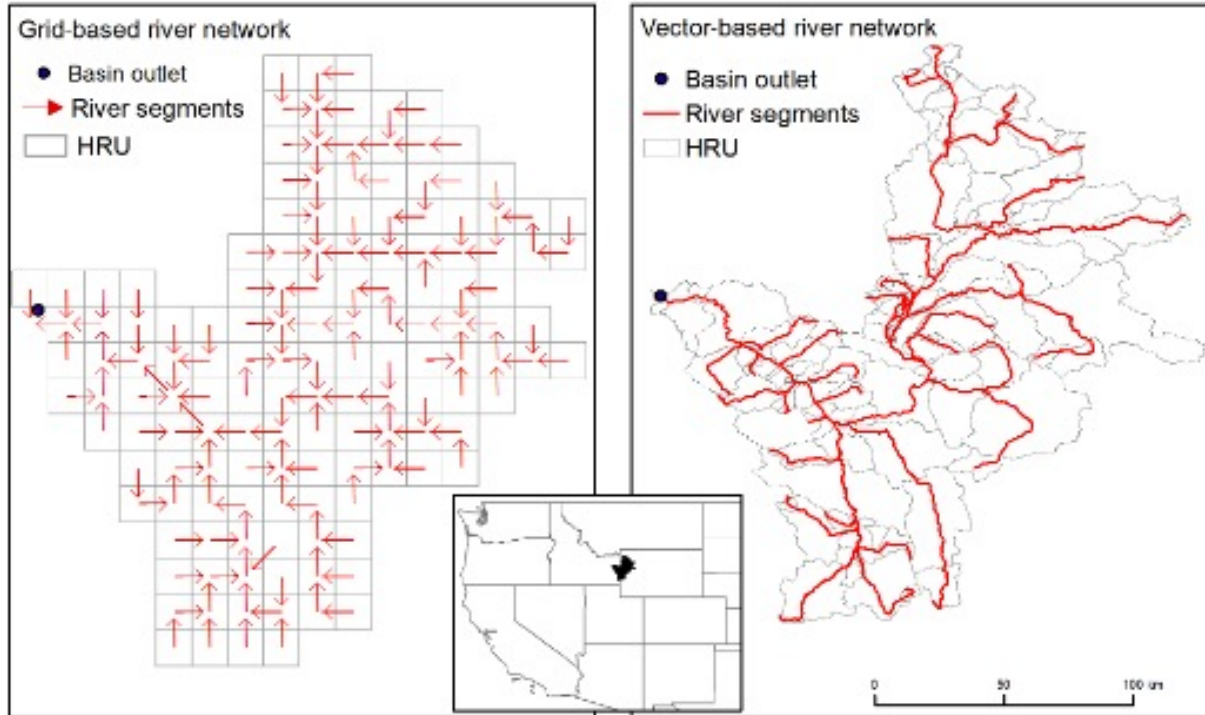 Grid-based river network
Basin outlet
River segments
HRU
Vector-based river network
Basin outlet
River segments
HRU
0 50 100 km